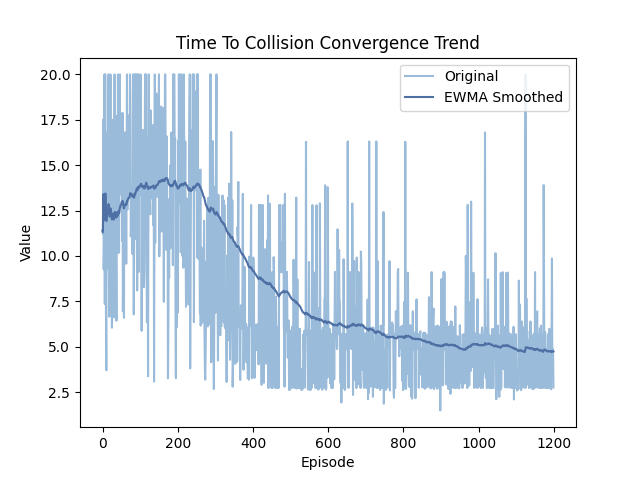 Time To Collision Convergence Trend
Original
EWMA Smoothed
20.0
17.5
15.0
12.5
10.0
7.5
5.0
2.5
Value
0 200 400 600 800 1000 1200
Episode